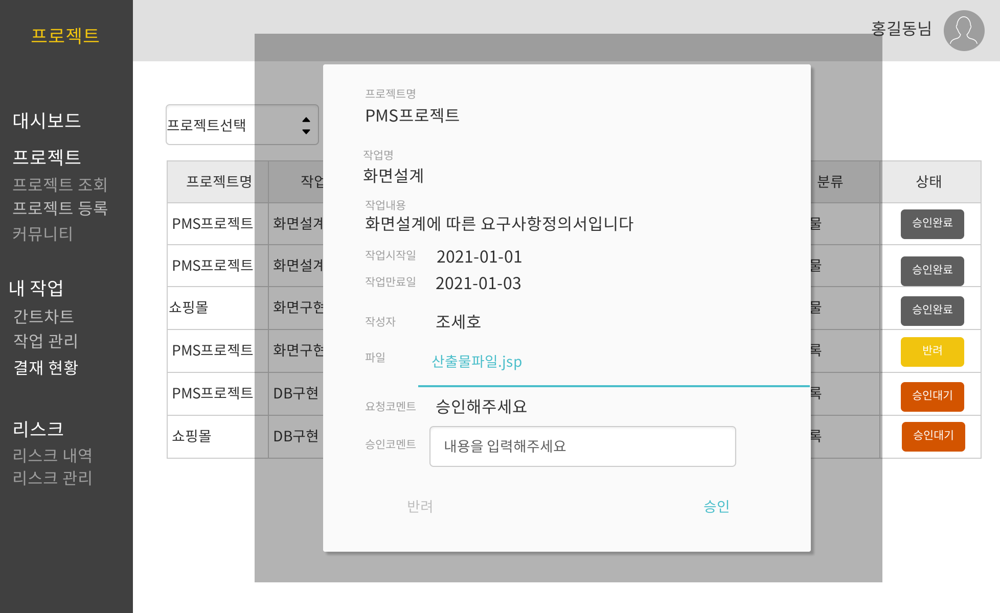 프로젝트
홍길동님
대시보드
프로젝트
프로젝트 조회
프로젝트 등록
커뮤니티
내 작업
간트차트
작업 관리
결재 현황
리스크
리스크 내역
리스크 관리
프로젝트선택
프로젝트명 작업 분류 상태
PMS프로젝트 화면설계 물 승인완료
PMS프로젝트 화면설계 물 승인완료
쇼핑몰 화면구현 물 승인완료
PMS프로젝트 화면구현 록 반려
PMS프로젝트 DB구현 록 승인대기
쇼핑몰 DB구현 록 승인대기
프로젝트명
PMS프로젝트
작업명
화면설계
작업내용
화면설계에 따른 요구사항정의서입니다
작업시작일 2021-01-01
작업만료일 2021-01-03
작성자 조세호
파일 산출물파일.jsp
요청코멘트 승인해주세요
승인코멘트 내용을 입력해주세요
반려 승인